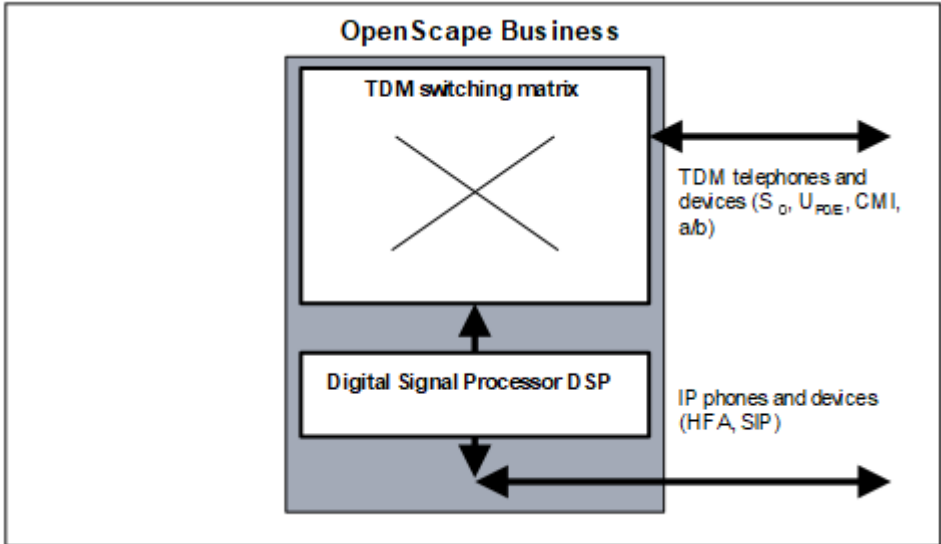 OpenScape Business
TDM switching matrix
TDM telephones and
devices (S₀, U_P0/E, CMI,
a/b)
Digital Signal Processor DSP
IP phones and devices
(HFA, SIP)